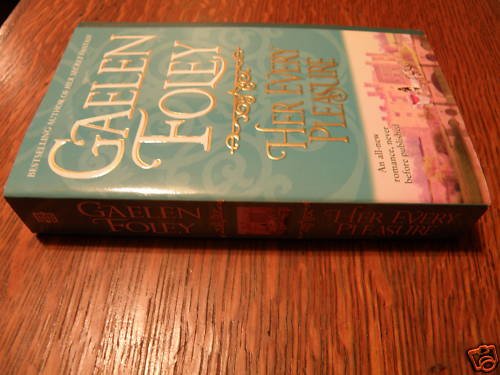 BESTSELLING AUTHOR OF HER SECRET FANTASY
GAELEN
FOLEY
HER EVERY
PLEASURE
An all-new
romance, never
before published!
GAELEN
FOLEY
HER EVERY
PLEASURE